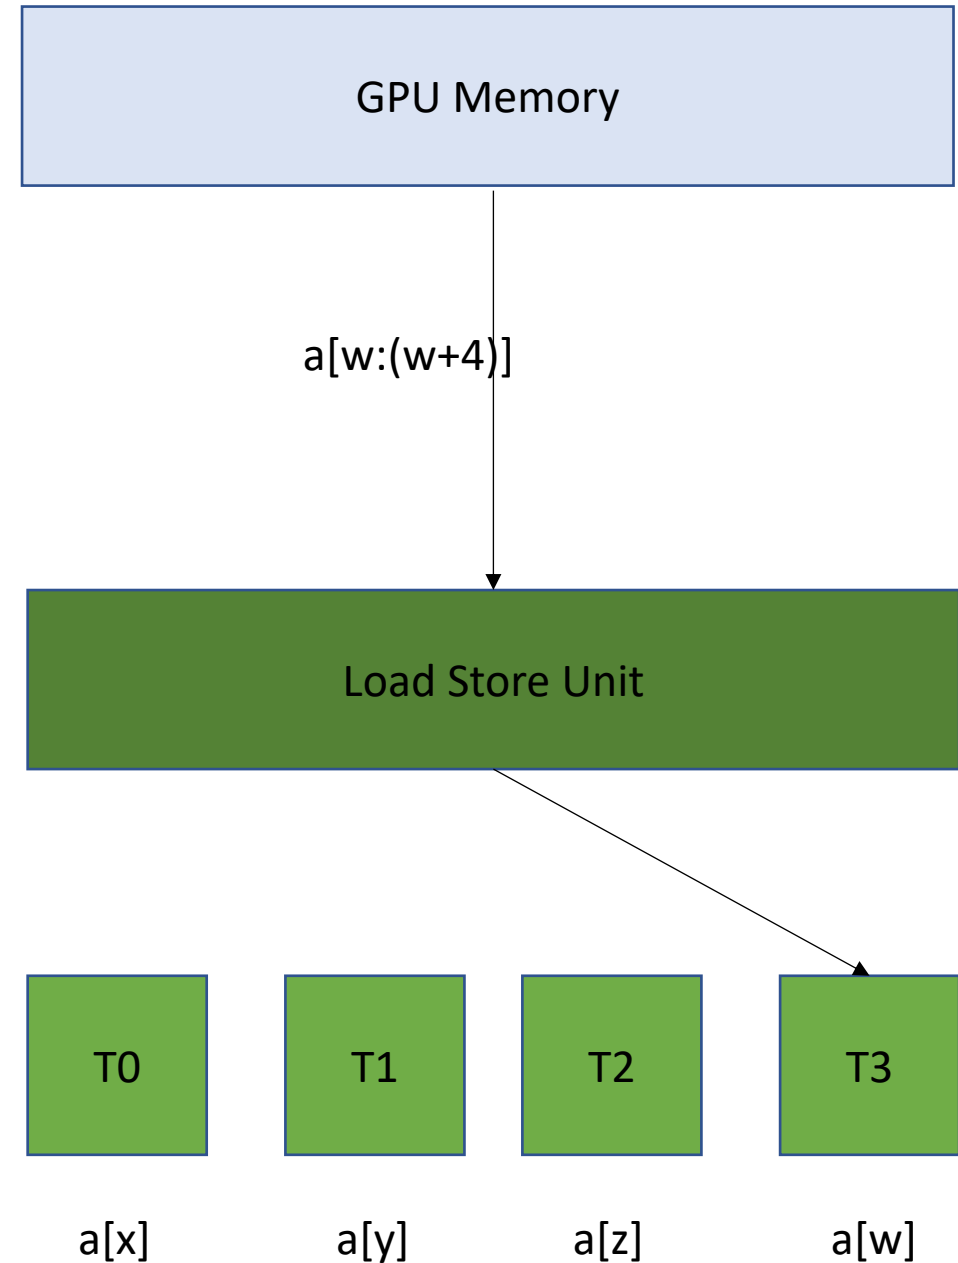 GPU Memory
a[w:(w+4)]
Load Store Unit
T0
T1
T2
T3
a[x]
a[y]
a[z]
a[w]